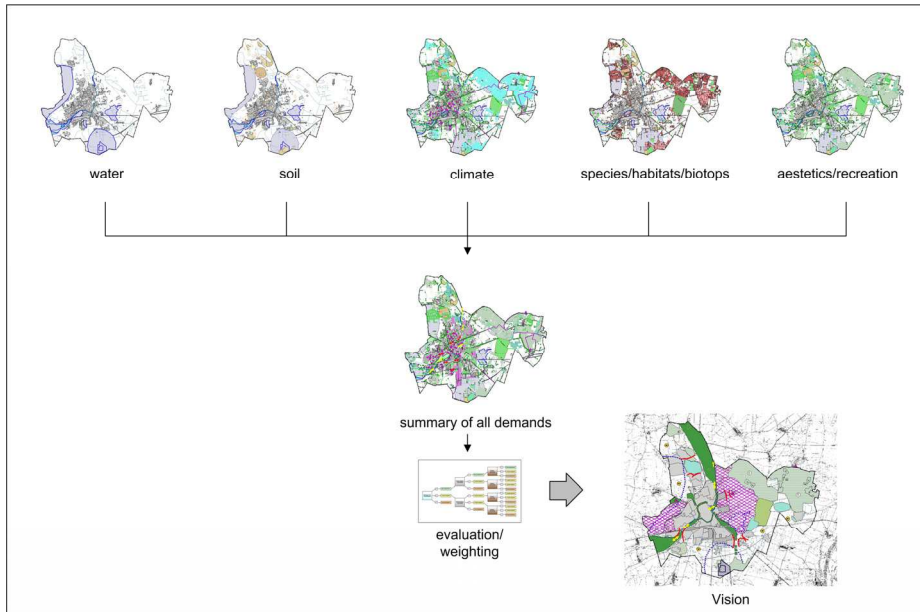 water
soil
climate
species/habitats/biotops
aestetics/recreation
summary of all demands
evaluation/
weighting
Vision